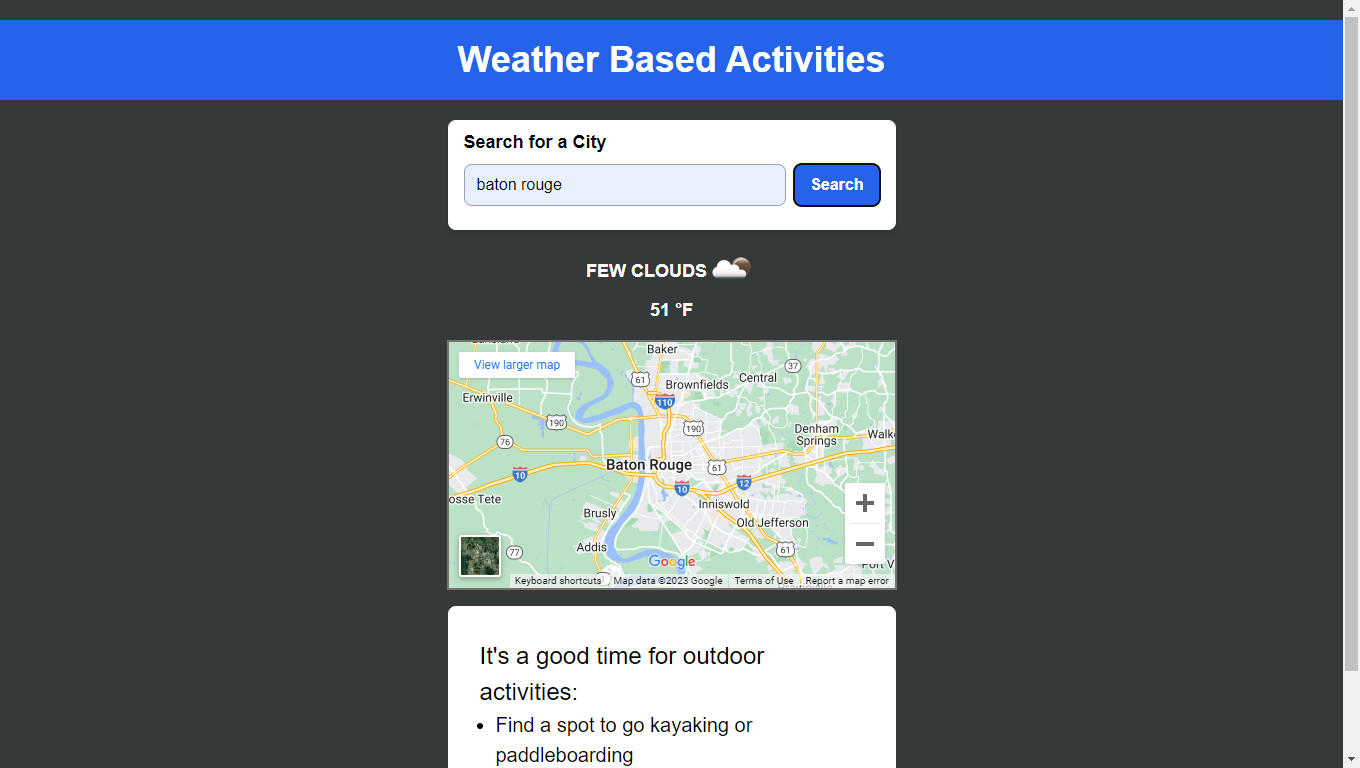 Weather Based Activities
Search for a City
baton rouge
Search
FEW CLOUDS
51 °F
View larger map
Baker
37
61
Brownfields
Central
Erwinville
110
190
190
Denham
Springs
76
Baton Rouge
61
10
10
12
osse Tete
Inniswold
Brusly
Old Jefferson
Addis
61
77
Google
Port V
Keyboard shortcuts
Map data ©2023 Google
Terms of Use
Report a map error
It's a good time for outdoor
activities:
• Find a spot to go kayaking or
paddleboarding